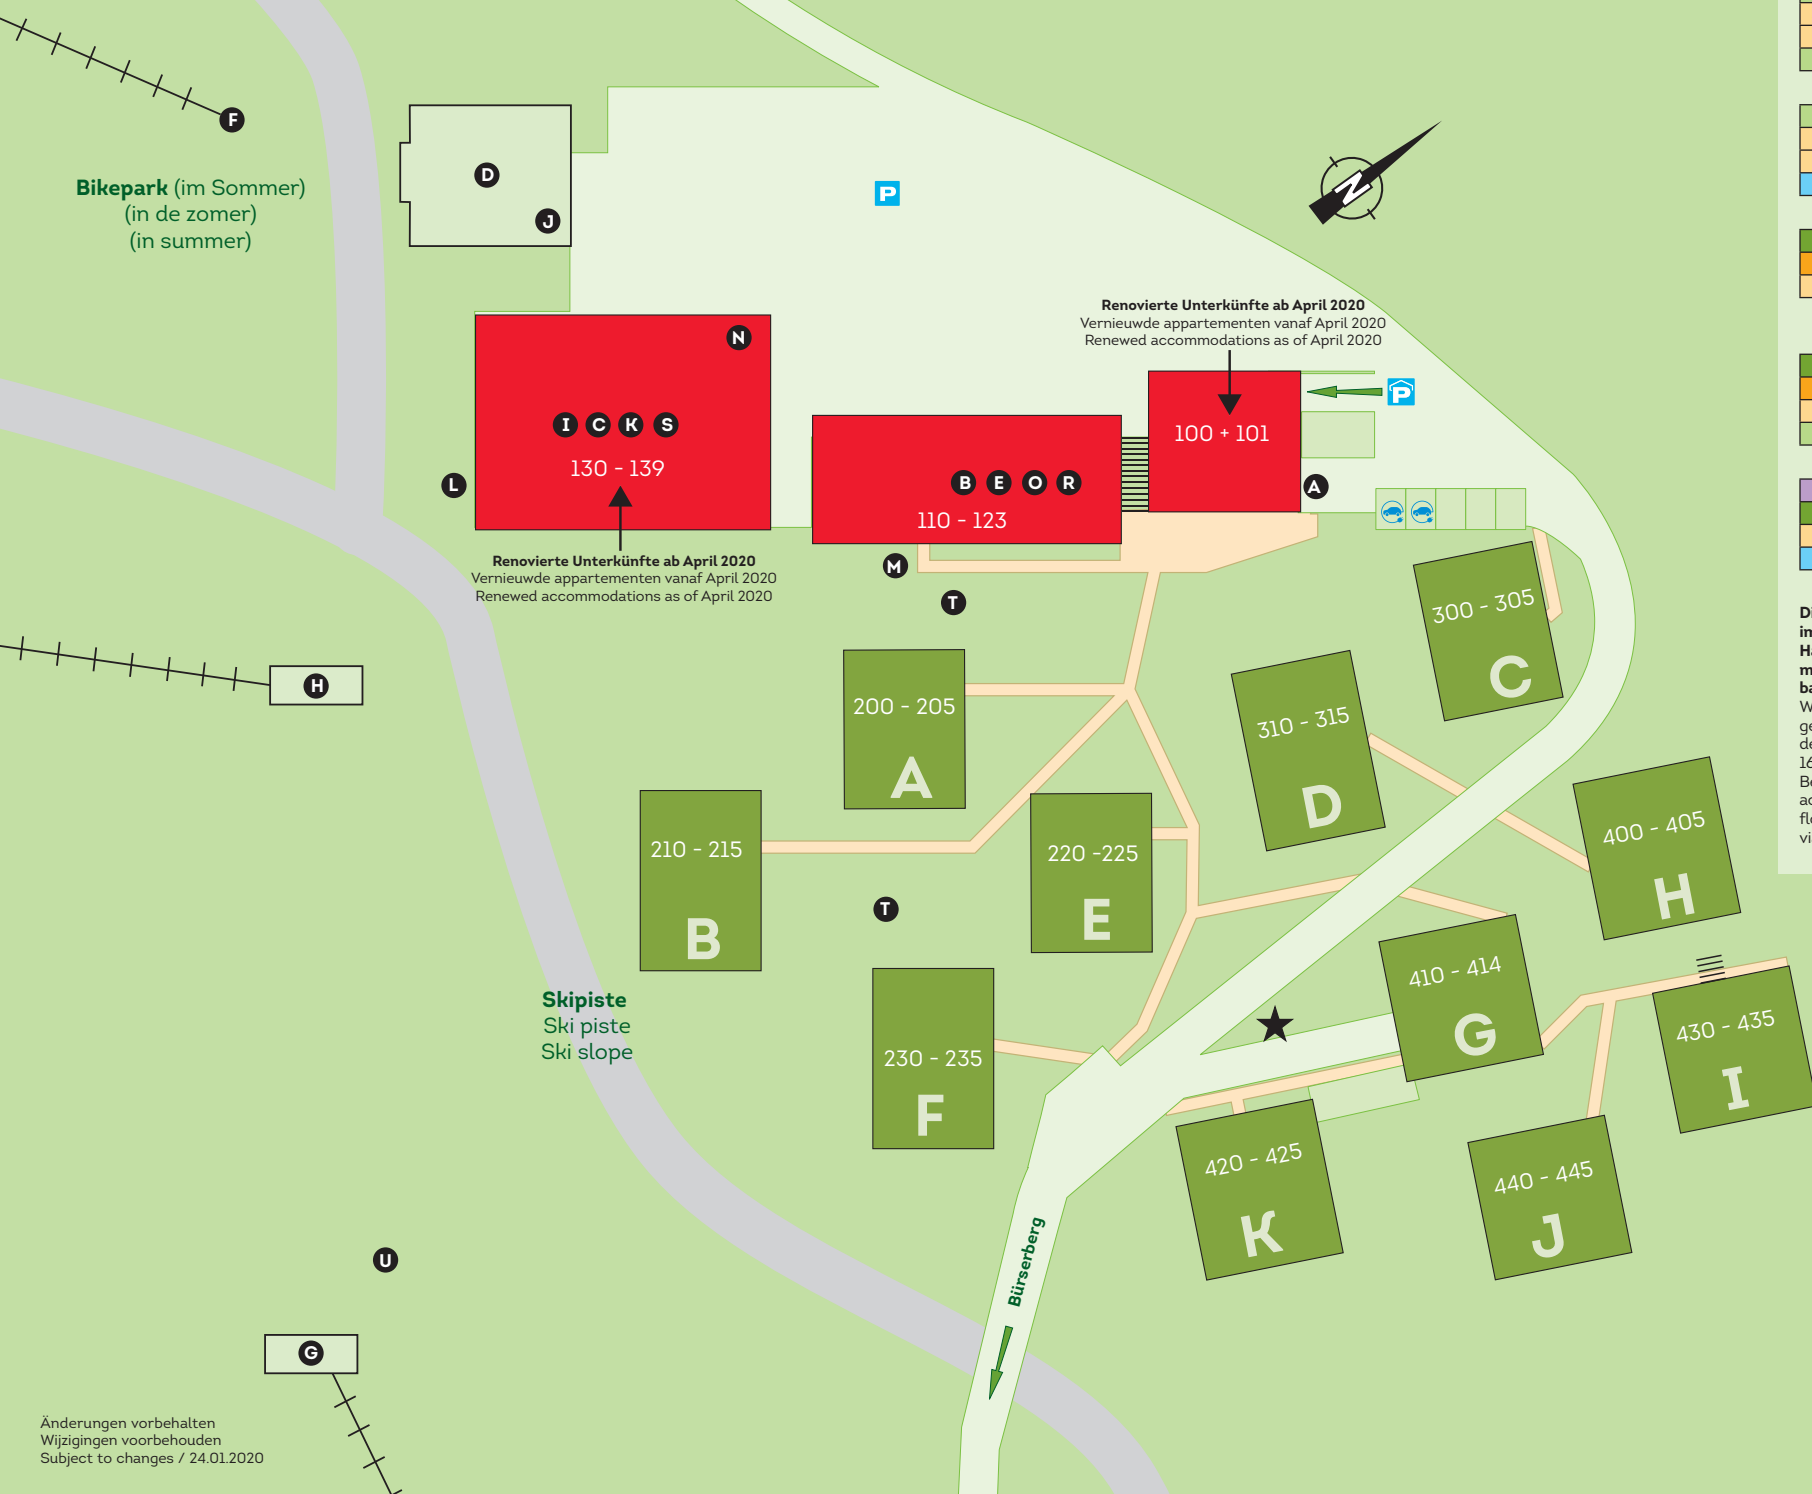 F
Bikepark (im Sommer)
(in de zomer)
(in summer)
D
J
P
N
Renovierte Unterkünfte ab April 2020
Vernieuwde appartementen vanaf April 2020
Renewed accommodations as of April 2020
P
N
I C K S
130 - 139
L
100 + 101
B E O R
110 - 123
A
Renovierte Unterkünfte ab April 2020
Vernieuwde appartementen vanaf April 2020
Renewed accommodations as of April 2020
M
T
300 - 305
C
H
200 - 205
A
310 - 315
D
210 - 215
B
220 -225
E
400 - 405
H
T
Skipiste
Ski piste
Ski slope
230 - 235
F
410 - 414
G
430 - 435
I
420 - 425
K
440 - 445
J
U
Bürserberg
G
Änderungen vorbehalten
Wijzigingen voorbehouden
Subject to changes / 24.01.2020